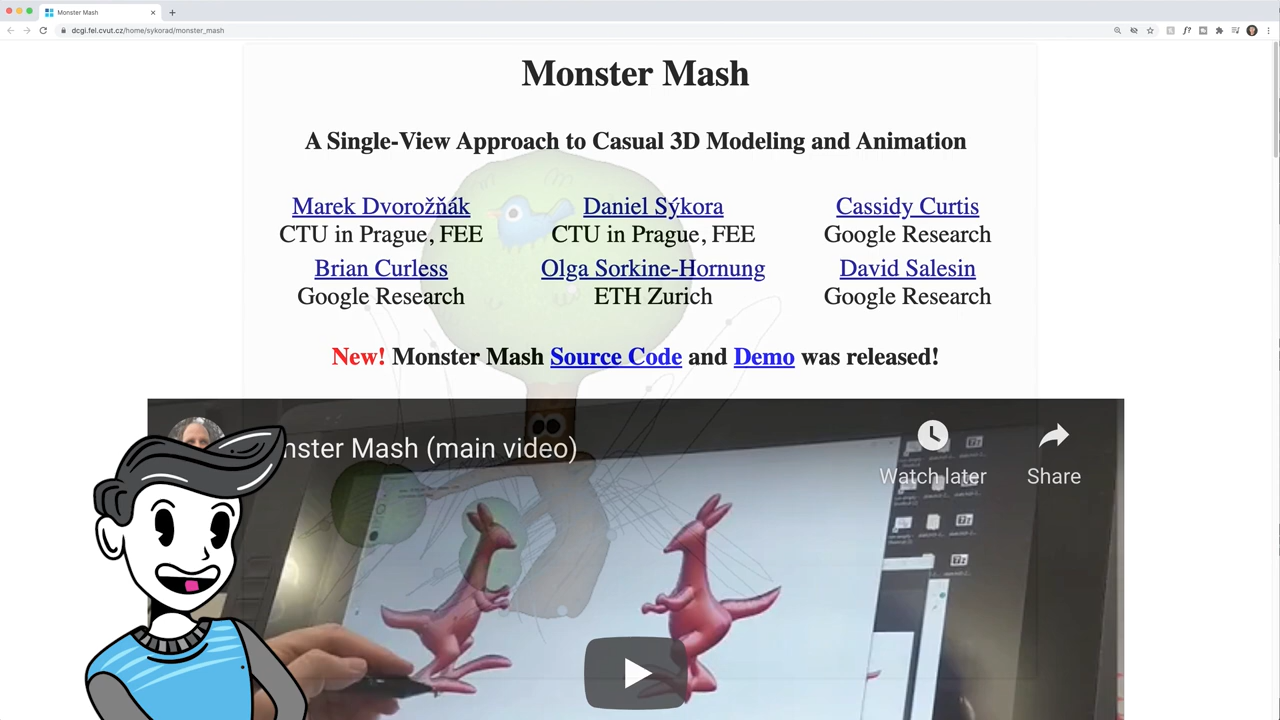 Monster Mash
dcgi.fel.cvut.cz/home/sykorad/monster_mash
Monster Mash
A Single-View Approach to Casual 3D Modeling and Animation
Marek Dvorožňák Daniel Sýkora Cassidy Curtis
CTU in Prague, FEE CTU in Prague, FEE Google Research
Brian Curless Olga Sorkine-Hornung David Salesin
Google Research ETH Zurich Google Research
New! Monster Mash Source Code and Demo was released!
nster Mash (main video)
Watch later Share